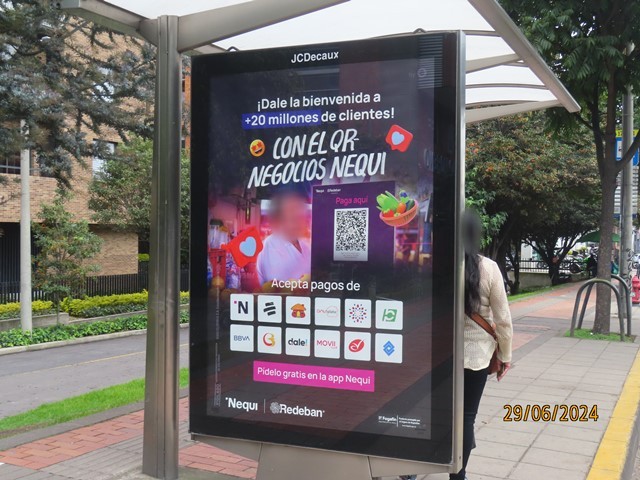 JCDecaux
¡Dale la bienvenida a
+20 millones de clientes!
CON EL QR
NEGOCIOS NEQUI
Paga aquí
Acepta pagos de
N
BBVA
dale!
MOVII
Pídelo gratis en la app Nequi
Nequi | Redeban
29/06/2024